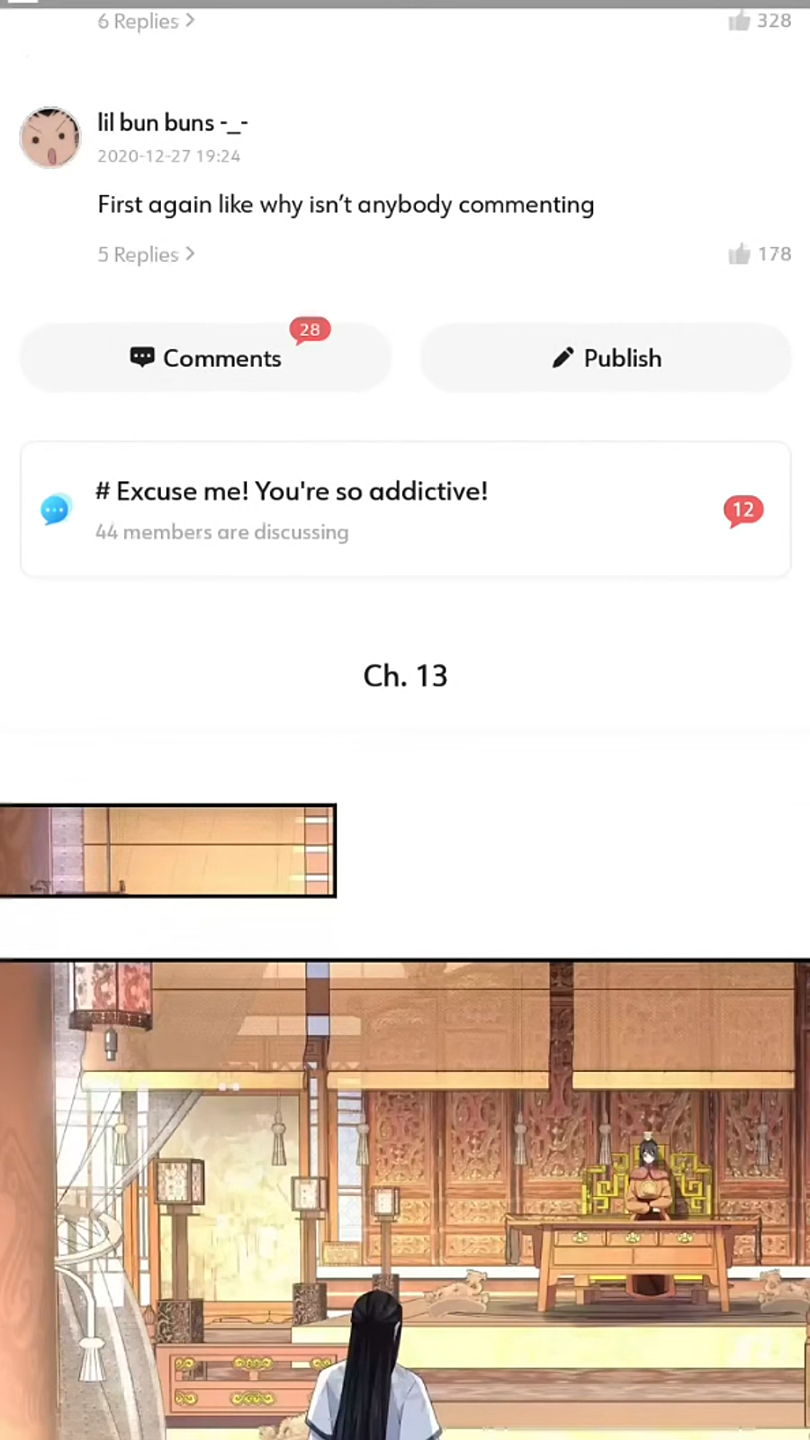 6 Replies >
328
lil bun buns -_-
2020-12-27 19:24
First again like why isn't anybody commenting
5 Replies >
178
28
Comments
Publish
# Excuse me! You're so addictive!
44 members are discussing
12
Ch. 13